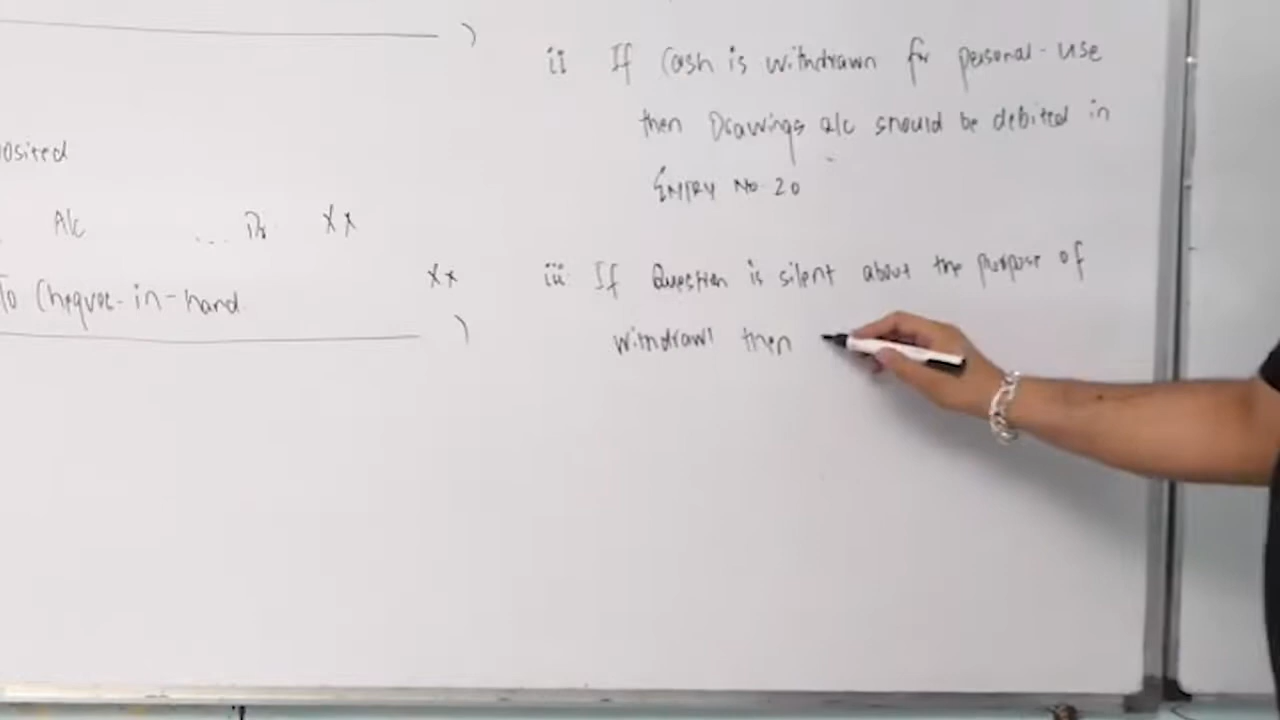 osited
A/c ... Dr XX
To Cheques-in-hand XX
ii If Cash is withdrawn for personal-use
then Drawings a/c should be debited in
ENTRY No. 20
iii If Question is silent about the purpose of
withdrawl then